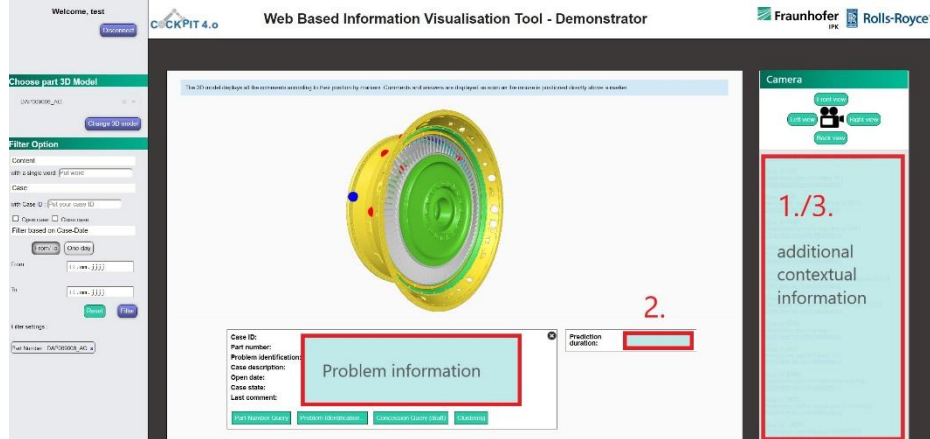 Welcome, test
Disconnect
COCKPIT 4.0
Web Based Information Visualisation Tool - Demonstrator
Fraunhofer
IPK
Rolls-Royce
Choose part 3D Model
Change 3D model
Filter Option
Content
with a single word Put word
Case
with Case ID : Put your case ID
Open case Close case
Filter based on Case-Date
From/To One day
From
tt.mm.jjjj
To
tt.mm.jjjj
Reset Filter
Filter settings :
The 3D model displays all the comments according to their position by markers. Comments and answers are displayed as soon as the mouse is positioned directly above a marker.
Case ID:
Part number:
Problem identification:
Case description:
Open date:
Case state:
Last comment:
Problem information
Part Number Query
Problem Identification...
Concession Query (draft)
2.
Prediction
duration:
Camera
Front view
Left view Right view
Back view
1./3.
additional
contextual
information